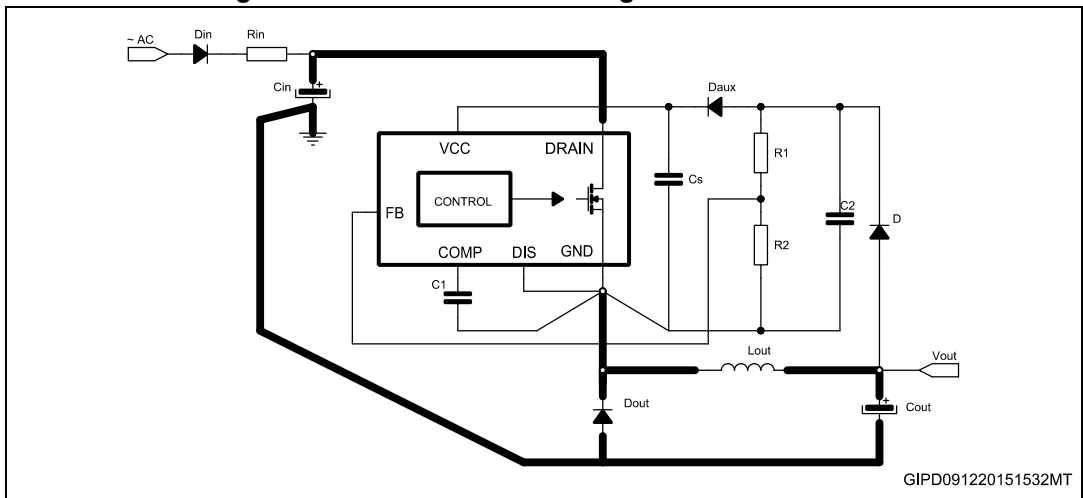 ~ AC
Din
Rin
Cin
Daux
VCC
DRAIN
Cs
R1
C2
D
CONTROL
FB
R2
COMP
DIS
GND
C1
Lout
Vout
Dout
Cout
GIPD091220151532MT